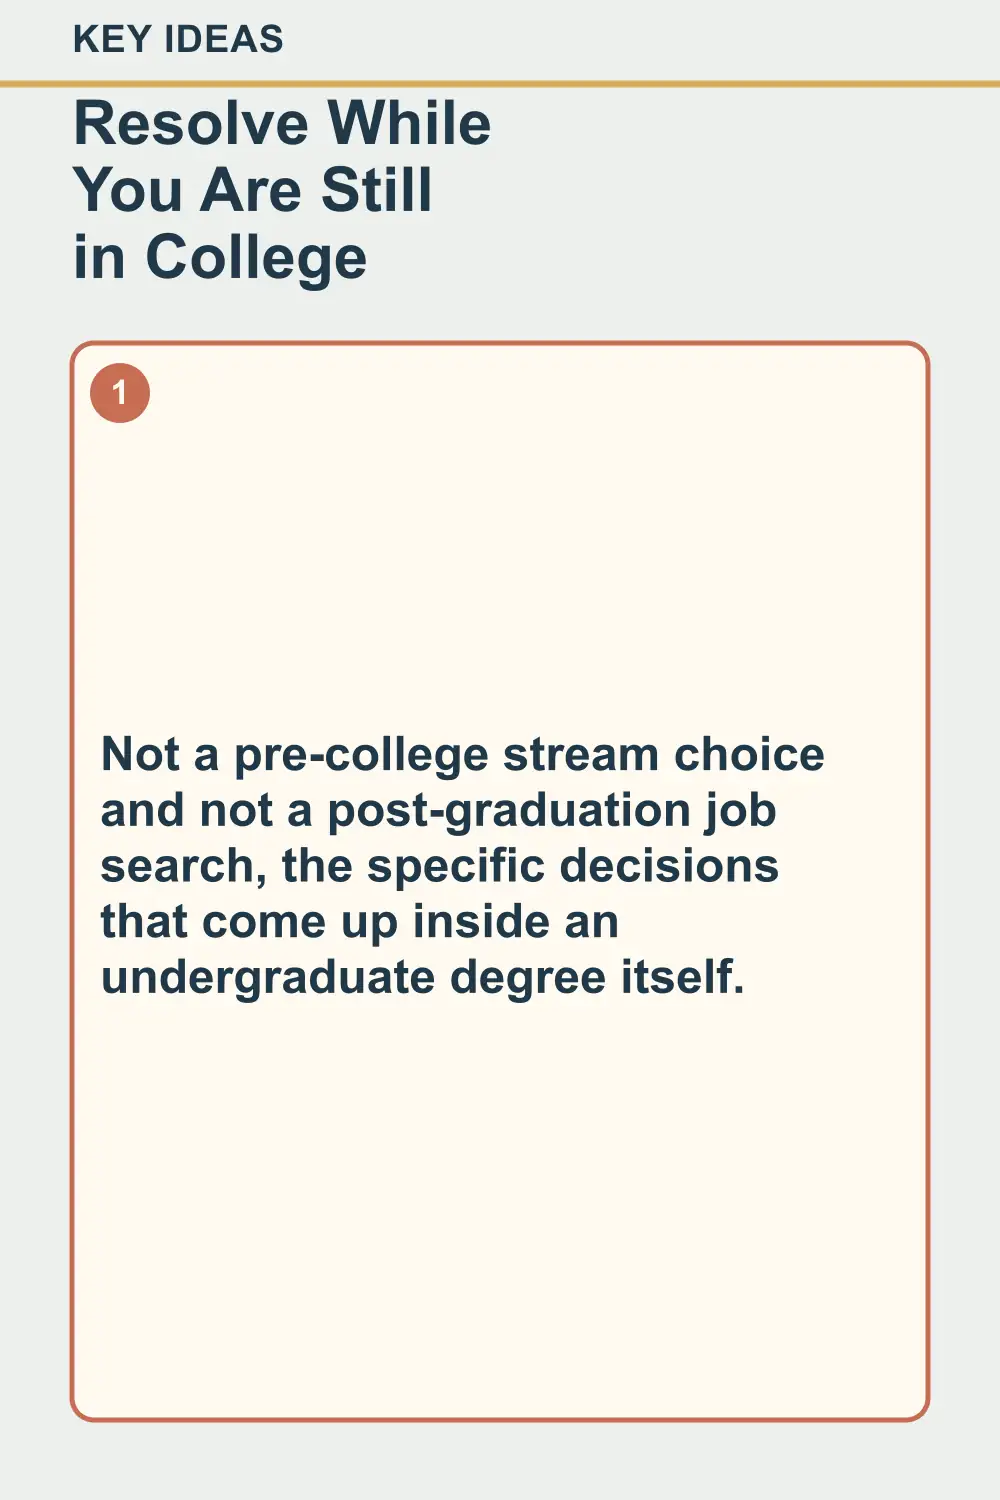 KEY IDEAS
Resolve While
You Are Still
in College
1
Not a pre-college stream choice
and not a post-graduation job
search, the specific decisions
that come up inside an
undergraduate degree itself.